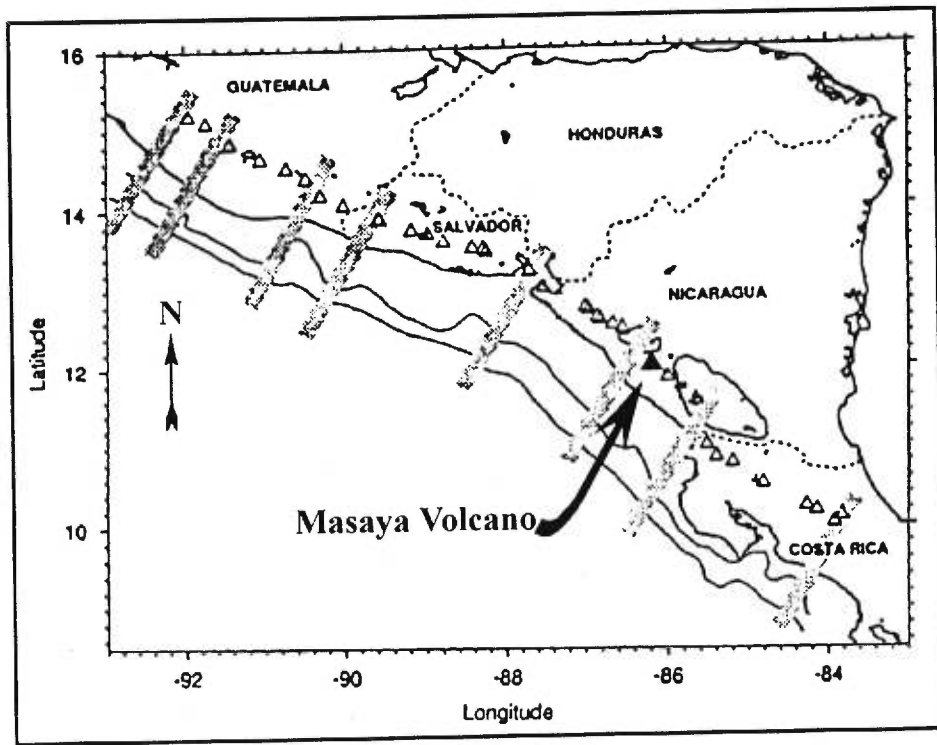 16
GUATEMALA
HONDURAS
14
SALVADOR
N
NICARAGUA
Latitude
12
Masaya Volcano
10
COSTA RICA
-92
-90
-88
-86
-84
Longitude